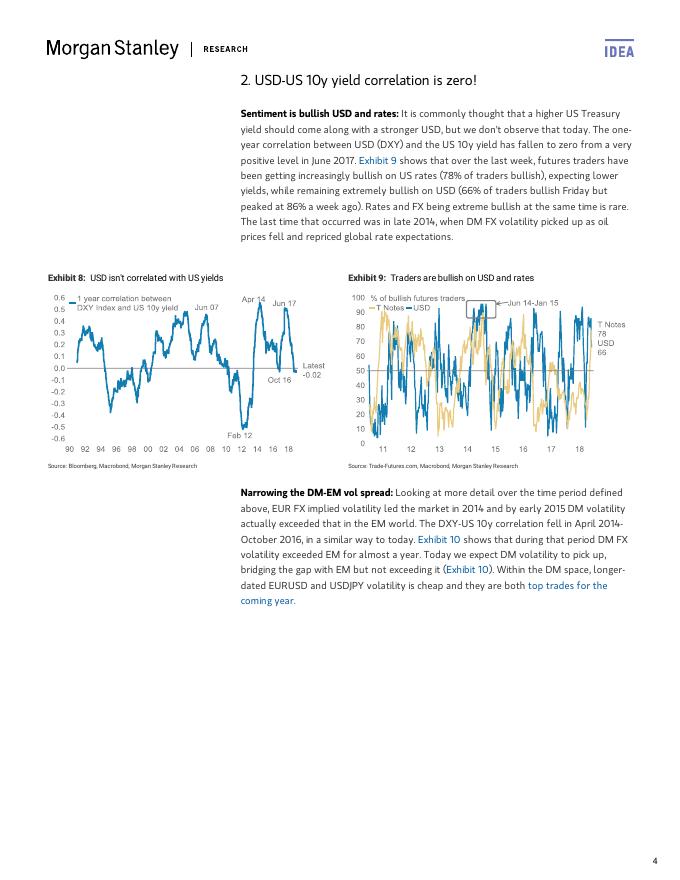 Morgan Stanley | RESEARCH
IDEA
2. USD-US 10y yield correlation is zero!
Sentiment is bullish USD and rates: It is commonly thought that a higher US Treasury
yield should come along with a stronger USD, but we don't observe that today. The one-
year correlation between USD (DXY) and the US 10y yield has fallen to zero from a very
positive level in June 2017. Exhibit 9 shows that over the last week, futures traders have
been getting increasingly bullish on US rates (78% of traders bullish), expecting lower
yields, while remaining extremely bullish on USD (66% of traders bullish Friday but
peaked at 86% a week ago). Rates and FX being extreme bullish at the same time is rare.
The last time that occurred was in late 2014, when DM FX volatility picked up as oil
prices fell and repriced global rate expectations.
Exhibit 8: USD isn't correlated with US yields
0.6
0.5
0.4
0.3
0.2
0.1
0.0
-0.1
-0.2
-0.3
-0.4
-0.5
-0.6
1 year correlation between
DXY Index and US 10y yield
Jun 07
Apr 14
Jun 17
Latest
-0.02
Oct 16
Feb 12
90 92 94 96 98 00 02 04 06 08 10 12 14 16 18
Source: Bloomberg, Macrobond, Morgan Stanley Research
Exhibit 9: Traders are bullish on USD and rates
100
90
80
70
60
50
40
30
20
10
0
% of bullish futures traders
T Notes USD
Jun 14-Jan 15
T Notes
78
USD
66
11 12 13 14 15 16 17 18
Source: Trade-Futures.com, Macrobond, Morgan Stanley Research
Narrowing the DM-EM vol spread: Looking at more detail over the time period defined
above, EUR FX implied volatility led the market in 2014 and by early 2015 DM volatility
actually exceeded that in the EM world. The DXY-US 10y correlation fell in April 2014-
October 2016, in a similar way to today. Exhibit 10 shows that during that period DM FX
volatility exceeded EM for almost a year. Today we expect DM volatility to pick up,
bridging the gap with EM but not exceeding it (Exhibit 10). Within the DM space, longer-
dated EURUSD and USDJPY volatility is cheap and they are both top trades for the
coming year.
4